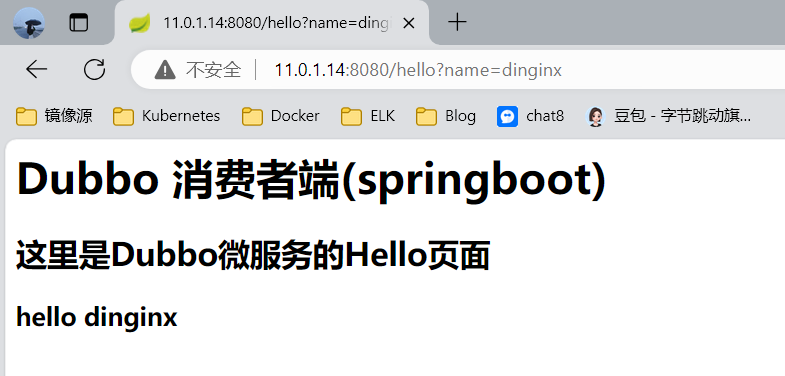 11.0.1.14:8080/hello?name=ding
不安全 11.0.1.14:8080/hello?name=dinginx
镜像源 Kubernetes Docker ELK Blog chat8 豆包 - 字节跳动旗...
Dubbo 消费者端(springboot)
这里是Dubbo微服务的Hello页面
hello dinginx